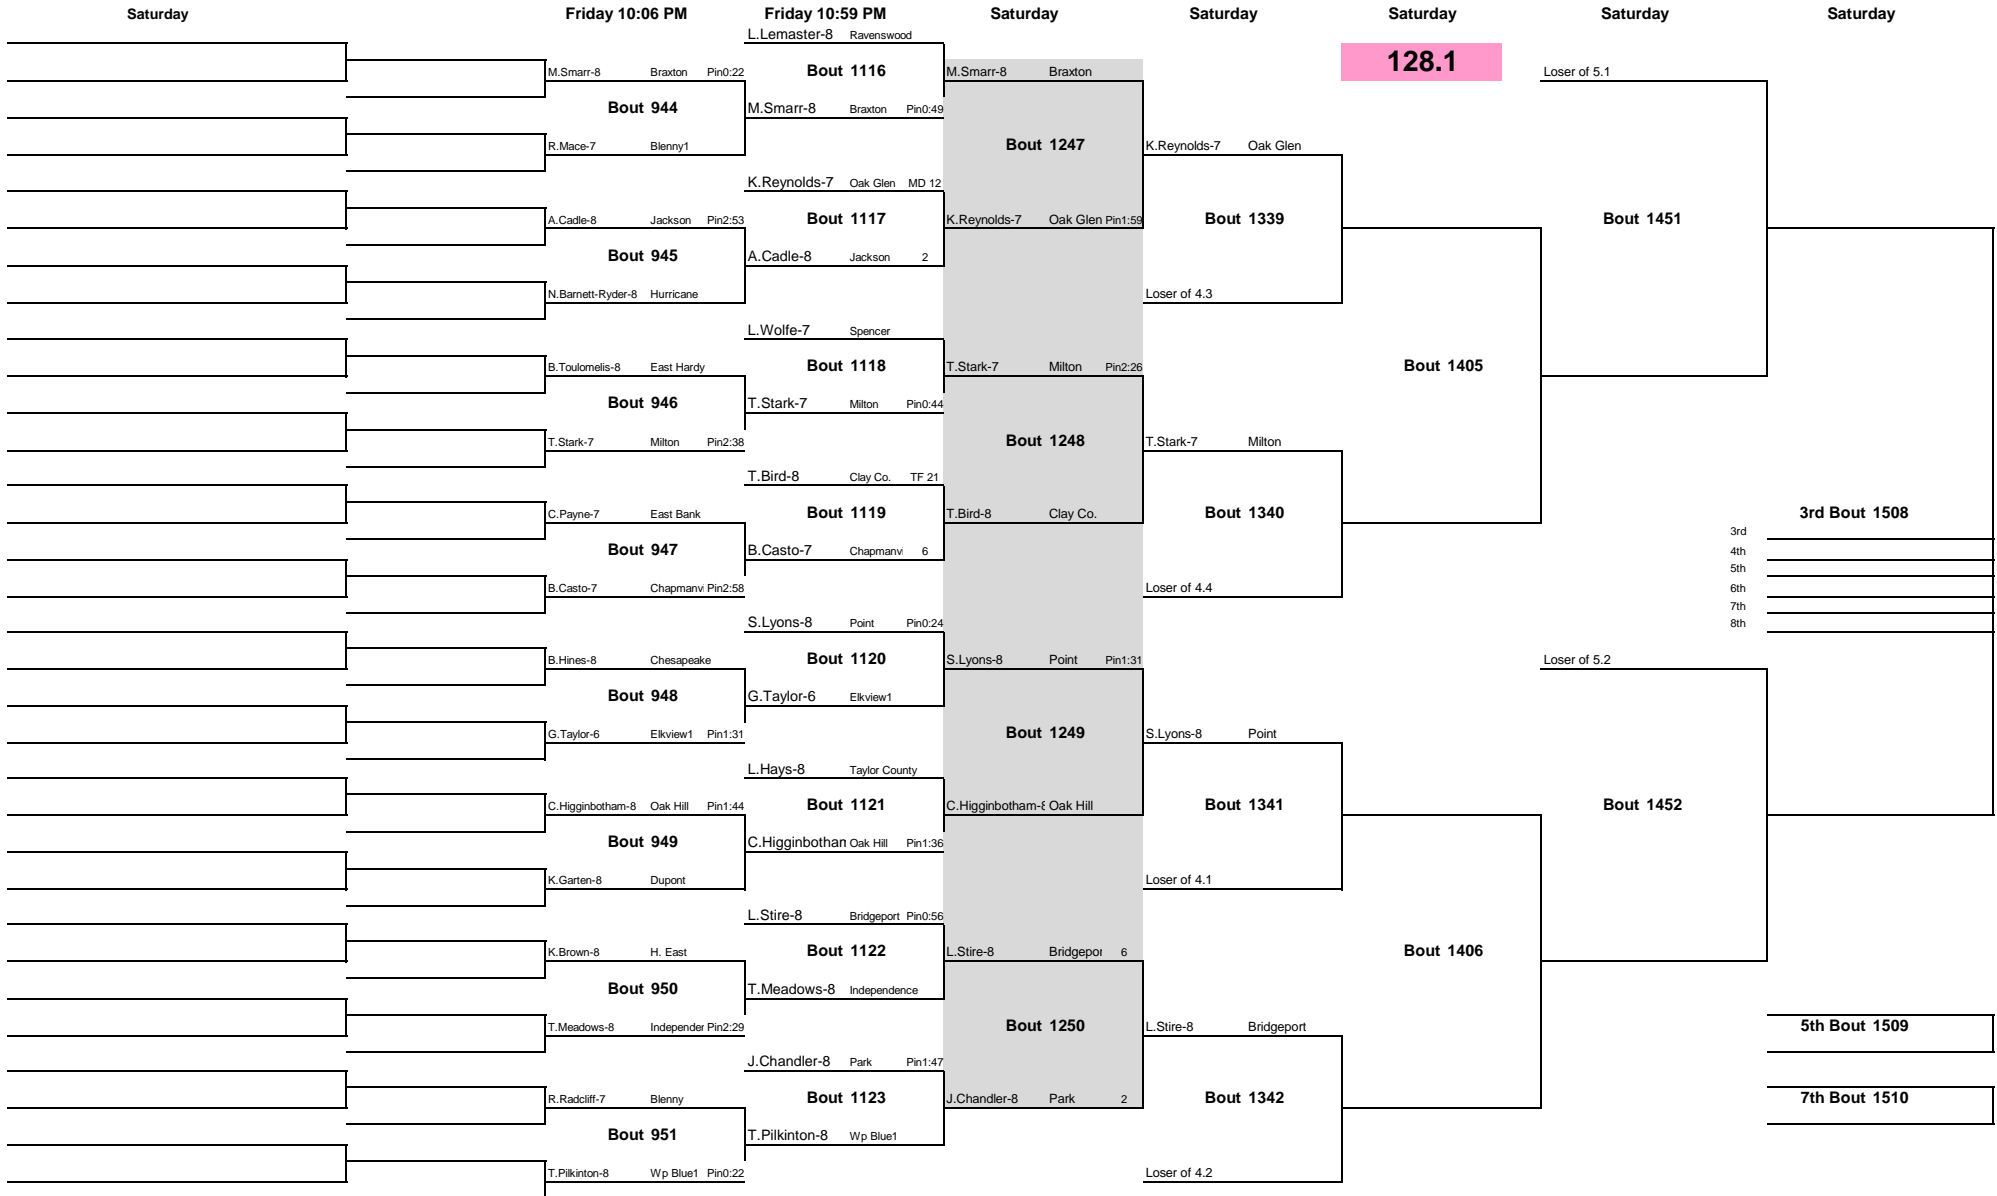 Saturday Friday 10:06 PM Friday 10:59 PM Saturday Saturday Saturday Saturday Saturday
L.Lemaster-8 Ravenswood
128.1
M.Smarr-8 Braxton Pin0:22 Bout 1116 M.Smarr-8 Braxton Loser of 5.1
Bout 944 M.Smarr-8 Braxton Pin0:49
R.Mace-7 Blenny1 Bout 1247 K.Reynolds-7 Oak Glen
K.Reynolds-7 Oak Glen MD 12
A.Cadle-8 Jackson Pin2:53 Bout 1117 K.Reynolds-7 Oak Glen Pin1:59 Bout 1339 Bout 1451
Bout 945 A.Cadle-8 Jackson 2
N.Barnett-Ryder-8 Hurricane Loser of 4.3
L.Wolfe-7 Spencer
B.Toulomelis-8 East Hardy Bout 1118 T.Stark-7 Milton Pin2:26 Bout 1405
Bout 946 T.Stark-7 Milton Pin0:44
T.Stark-7 Milton Pin2:38 Bout 1248 T.Stark-7 Milton
T.Bird-8 Clay Co. TF 21
C.Payne-7 East Bank Bout 1119 T.Bird-8 Clay Co. Bout 1340 3rd Bout 1508
3rd
Bout 947 B.Casto-7 Chapmanvi 6 4th
5th
B.Casto-7 Chapmanvi Pin2:58 Loser of 4.4 6th
7th
S.Lyons-8 Point Pin0:24 8th
B.Hines-8 Chesapeake Bout 1120 S.Lyons-8 Point Pin1:31 Loser of 5.2
Bout 948 G.Taylor-6 Elkview1
G.Taylor-6 Elkview1 Pin1:31 Bout 1249 S.Lyons-8 Point
L.Hays-8 Taylor County
C.Higginbotham-8 Oak Hill Pin1:44 Bout 1121 C.Higginbotham-8 Oak Hill Bout 1341 Bout 1452
Bout 949 C.Higginbotham Oak Hill Pin1:36
K.Garten-8 Dupont Loser of 4.1
L.Stire-8 Bridgeport Pin0:56
K.Brown-8 H. East Bout 1122 L.Stire-8 Bridgepor 6 Bout 1406
Bout 950 T.Meadows-8 Independence
T.Meadows-8 Independer Pin2:29 Bout 1250 L.Stire-8 Bridgeport 5th Bout 1509
J.Chandler-8 Park Pin1:47
R.Radcliff-7 Blenny Bout 1123 J.Chandler-8 Park 2 Bout 1342 7th Bout 1510
Bout 951 T.Pilkinton-8 Wp Blue1
T.Pilkinton-8 Wp Blue1 Pin0:22 Loser of 4.2